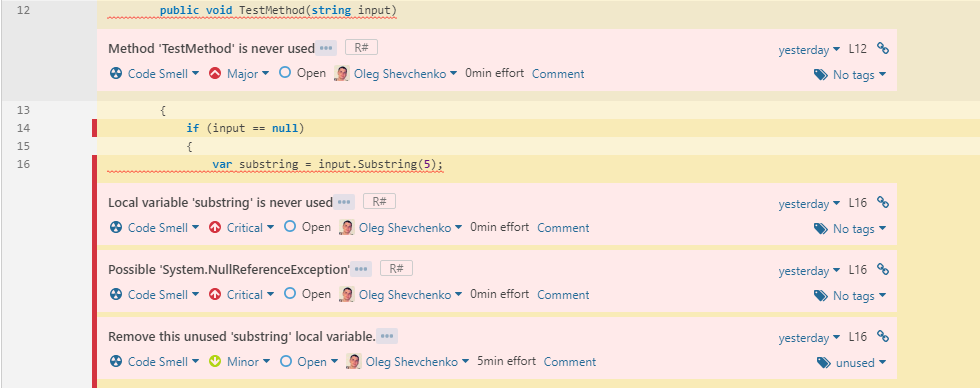 12 public void TestMethod(string input)
Method 'TestMethod' is never used ... R# yesterday L12
Code Smell Major Open Oleg Shevchenko 0min effort Comment No tags
13 {
14 if (input == null)
15 {
16 var substring = input.Substring(5);
Local variable 'substring' is never used ... R# yesterday L16
Code Smell Critical Open Oleg Shevchenko 0min effort Comment No tags
Possible 'System.NullReferenceException' ... R# yesterday L16
Code Smell Critical Open Oleg Shevchenko 0min effort Comment No tags
Remove this unused 'substring' local variable. ... yesterday L16
Code Smell Minor Open Oleg Shevchenko 5min effort Comment unused